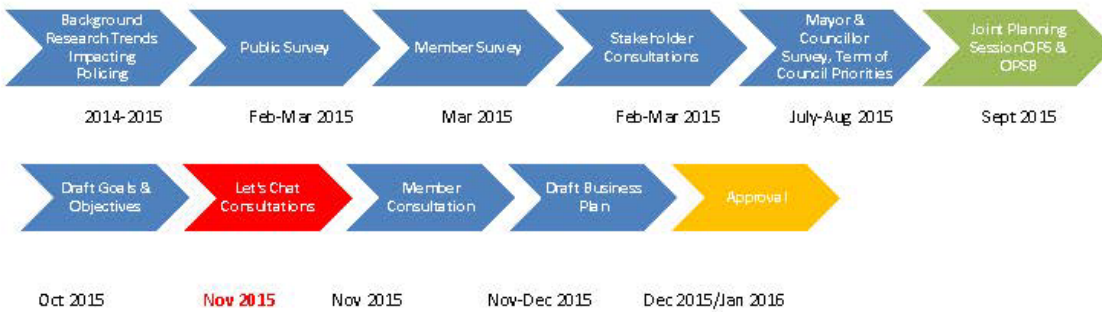 Background
Research Trends
Impacting
Policing
Public Survey
Member Survey
Stakeholder
Consultations
Mayor &
Councillor
Survey, Term of
Council Priorities
Joint Planning
Session OPS &
OPSB
2014-2015
Feb-Mar 2015
Mar 2015
Feb-Mar 2015
July-Aug 2015
Sept 2015
Draft Goals &
Objectives
Let's Chat
Consultations
Member
Consultation
Draft Business
Plan
Approval
Oct 2015
Nov 2015
Nov 2015
Nov-Dec 2015
Dec 2015/Jan 2016